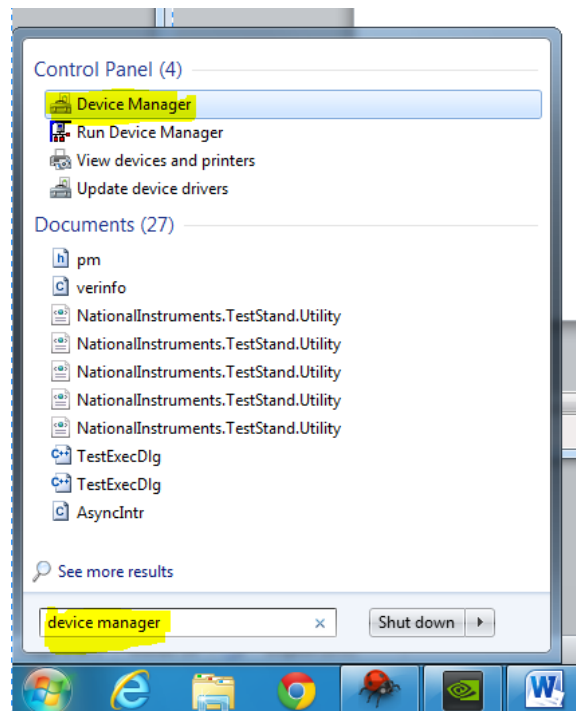 Control Panel (4)
Device Manager
Run Device Manager
View devices and printers
Update device drivers
Documents (27)
h pm
c verinfo
NationalInstruments.TestStand.Utility
NationalInstruments.TestStand.Utility
NationalInstruments.TestStand.Utility
NationalInstruments.TestStand.Utility
NationalInstruments.TestStand.Utility
C++ TestExecDlg
C++ TestExecDlg
c AsyncIntr
See more results
device manager × Shut down
W